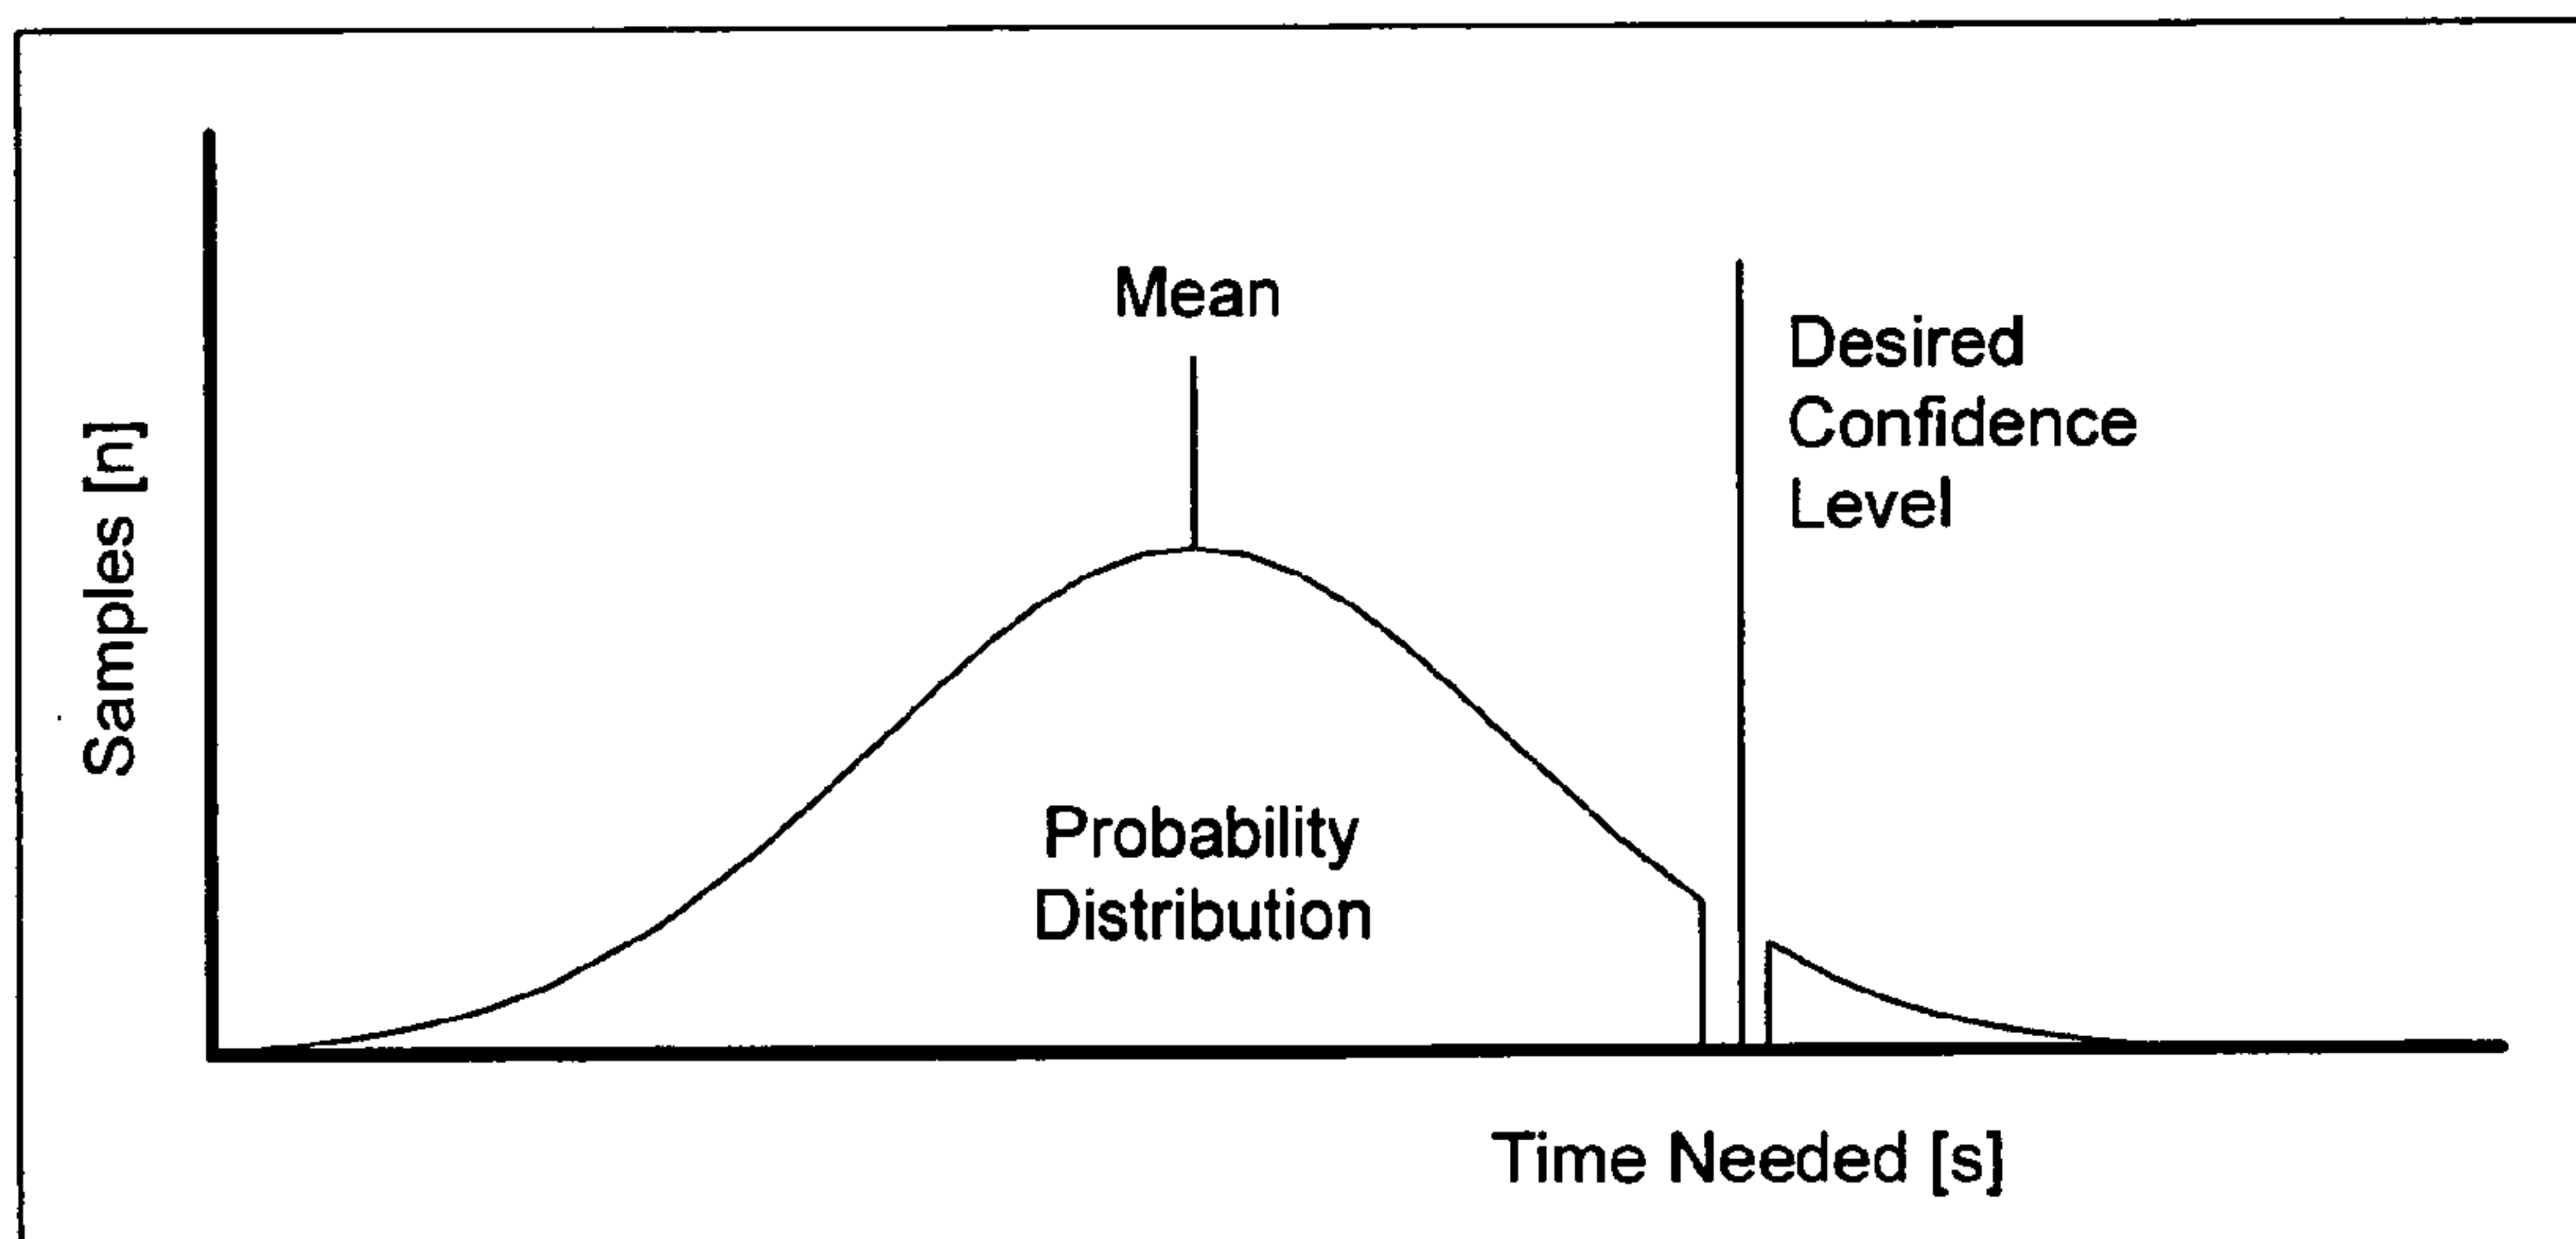 Mean
Desired
Confidence
Level
Samples [n]
Probability
Distribution
Time Needed [s]